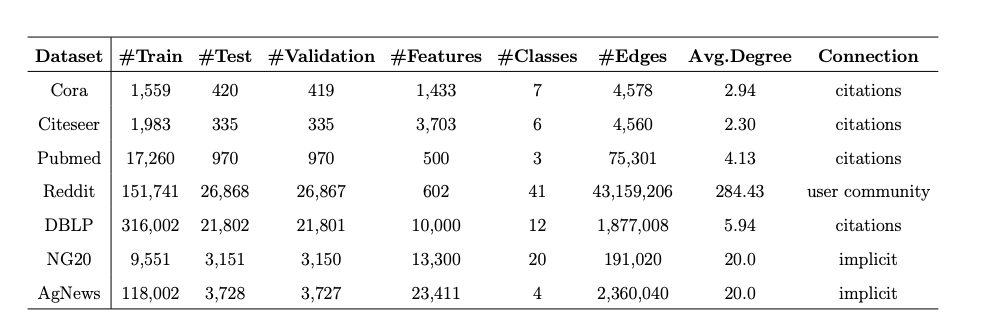 Dataset #Train #Test #Validation #Features #Classes #Edges Avg.Degree Connection
Cora 1,559 420 419 1,433 7 4,578 2.94 citations
Citeseer 1,983 335 335 3,703 6 4,560 2.30 citations
Pubmed 17,260 970 970 500 3 75,301 4.13 citations
Reddit 151,741 26,868 26,867 602 41 43,159,206 284.43 user community
DBLP 316,002 21,802 21,801 10,000 12 1,877,008 5.94 citations
NG20 9,551 3,151 3,150 13,300 20 191,020 20.0 implicit
AgNews 118,002 3,728 3,727 23,411 4 2,360,040 20.0 implicit